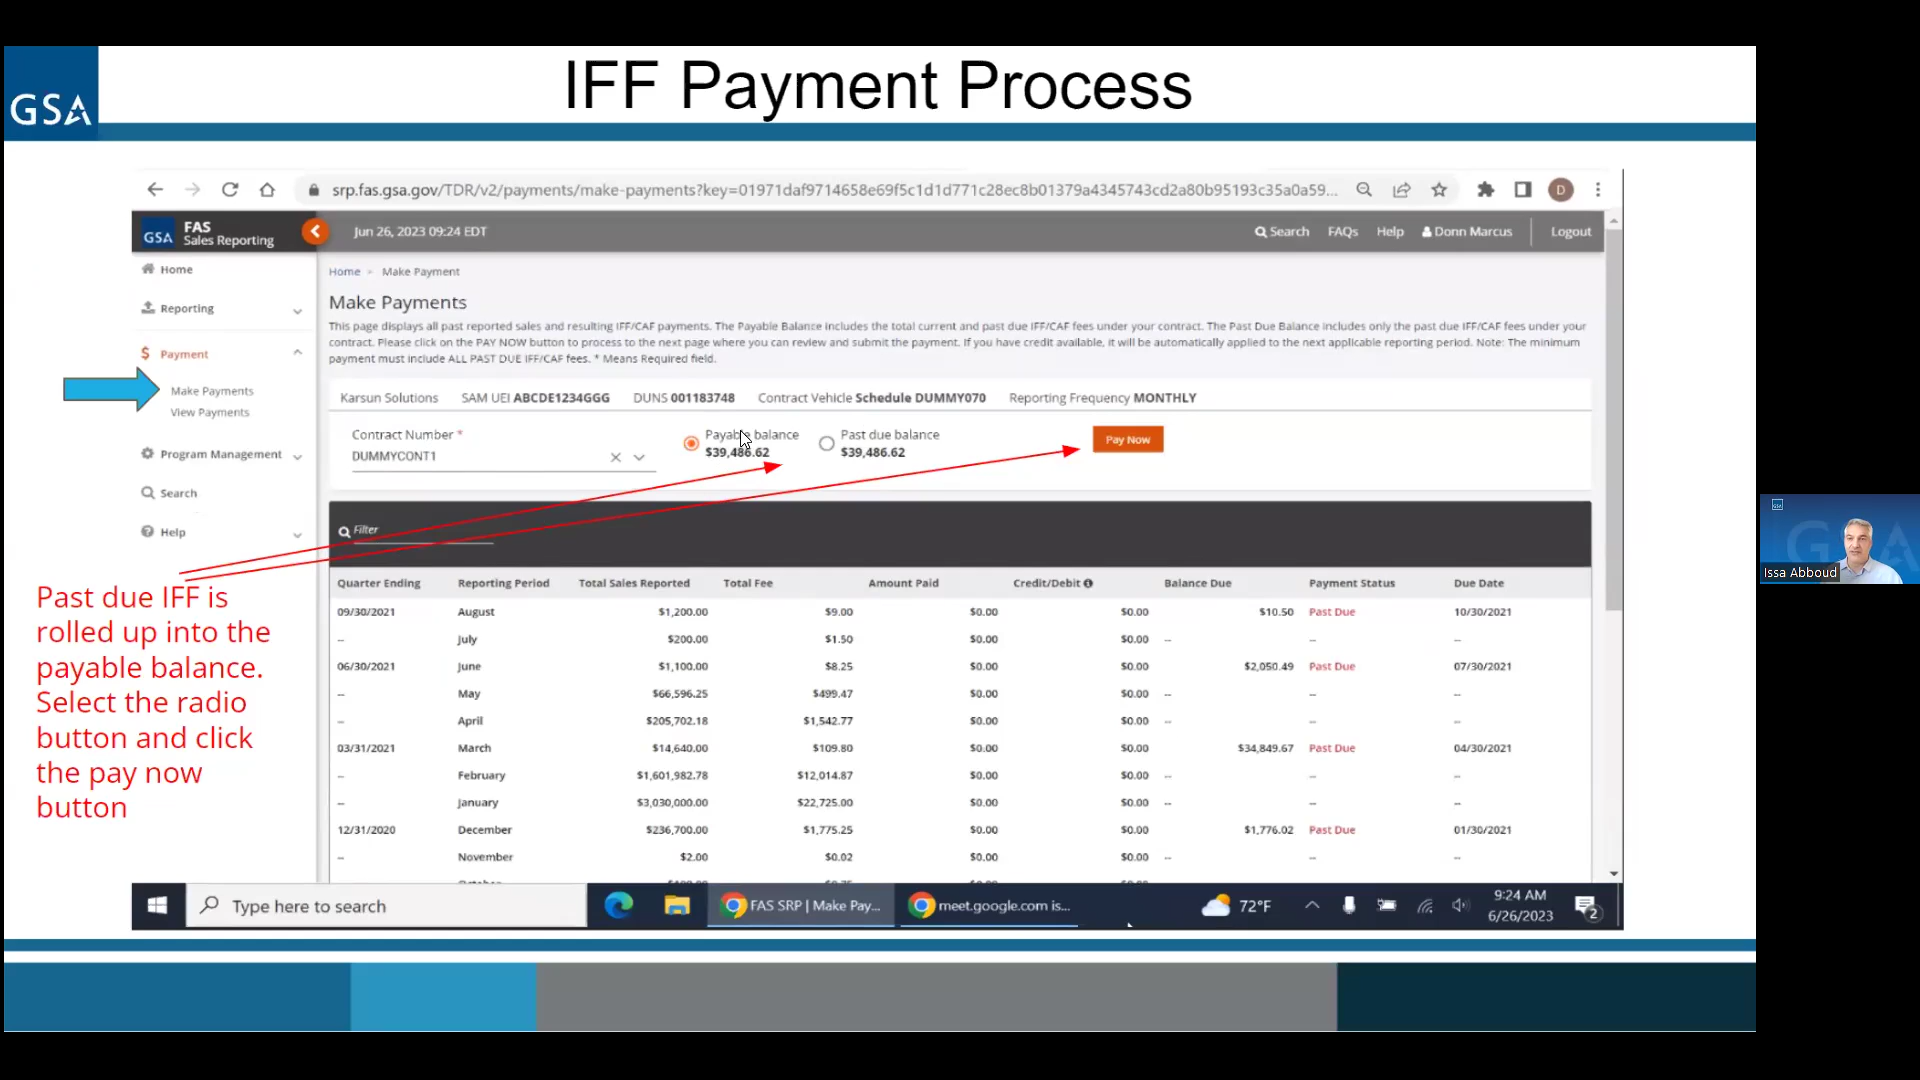 IFF Payment Process
GSA
srp.fas.gsa.gov/TDR/v2/payments/make-payments?key=01971daf9714658e69f5c1d1d771c28ec8b01379a4345743cd2a80b95193c35a0a59...
D
GSA FAS Sales Reporting
Jun 26, 2023 09:24 EDT
Search FAQs Help Donn Marcus Logout
Home
Reporting
Payment
Make Payments
View Payments
Program Management
Search
Help
Home » Make Payment
Make Payments
This page displays all past reported sales and resulting IFF/CAF payments. The Payable Balance includes the total current and past due IFF/CAF fees under your contract. The Past Due Balance includes only the past due IFF/CAF fees under your
contract. Please click on the PAY NOW button to process to the next page where you can review and submit the payment. If you have credit available, it will be automatically applied to the next applicable reporting period. Note: The minimum
payment must include ALL PAST DUE IFF/CAF fees. * Means Required field.
Karsun Solutions SAM UEI ABCDE1234GGG DUNS 001183748 Contract Vehicle Schedule DUMMY070 Reporting Frequency MONTHLY
Contract Number *
DUMMYCONT1
Payable balance
$39,486.62
Past due balance
$39,486.62
Pay Now
Filter
Quarter Ending Reporting Period Total Sales Reported Total Fee Amount Paid Credit/Debit Balance Due Payment Status Due Date
09/30/2021 August $1,200.00 $9.00 $0.00 $0.00 $10.50 Past Due 10/30/2021
-- July $200.00 $1.50 $0.00 $0.00 -- -- --
06/30/2021 June $1,100.00 $8.25 $0.00 $0.00 $2,050.49 Past Due 07/30/2021
-- May $66,596.25 $499.47 $0.00 $0.00 -- -- --
-- April $205,702.18 $1,542.77 $0.00 $0.00 -- -- --
03/31/2021 March $14,640.00 $109.80 $0.00 $0.00 $34,849.67 Past Due 04/30/2021
-- February $1,601,982.78 $12,014.87 $0.00 $0.00 -- -- --
-- January $3,030,000.00 $22,725.00 $0.00 $0.00 -- -- --
12/31/2020 December $236,700.00 $1,775.25 $0.00 $0.00 $1,776.02 Past Due 01/30/2021
-- November $2.00 $0.02 $0.00 $0.00 -- -- --
Past due IFF is
rolled up into the
payable balance.
Select the radio
button and click
the pay now
button
Type here to search
FAS SRP | Make Pay...
meet.google.com is...
72°F
9:24 AM
6/26/2023
2
Issa Abboud